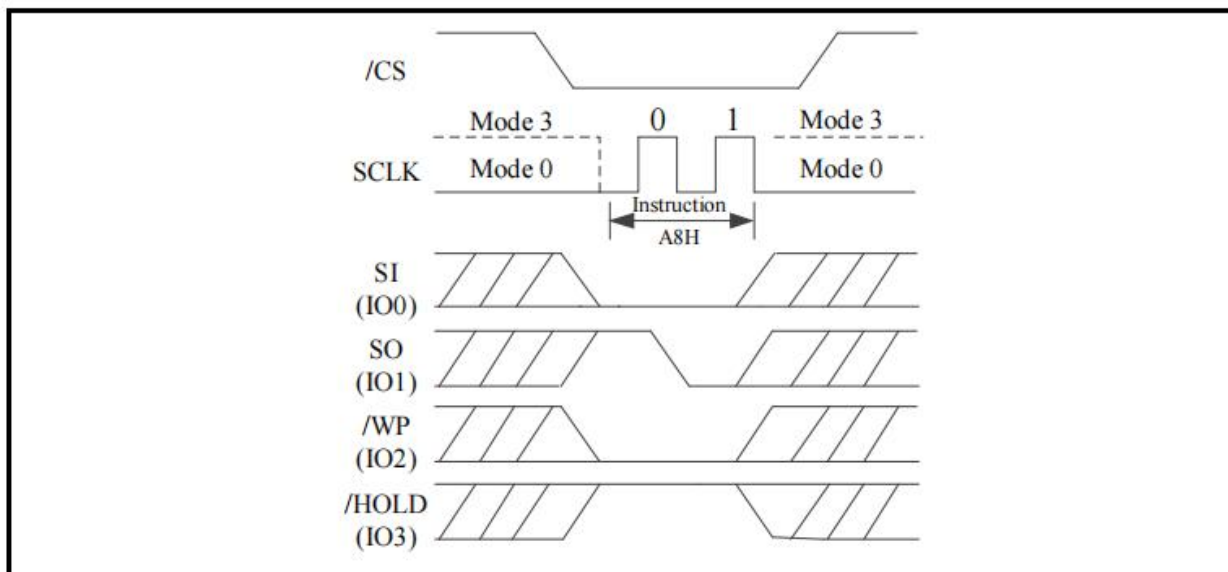 /CS
Mode 3 0 1 Mode 3
SCLK Mode 0 Mode 0
Instruction
A8H
SI
(IO0)
SO
(IO1)
/WP
(IO2)
/HOLD
(IO3)